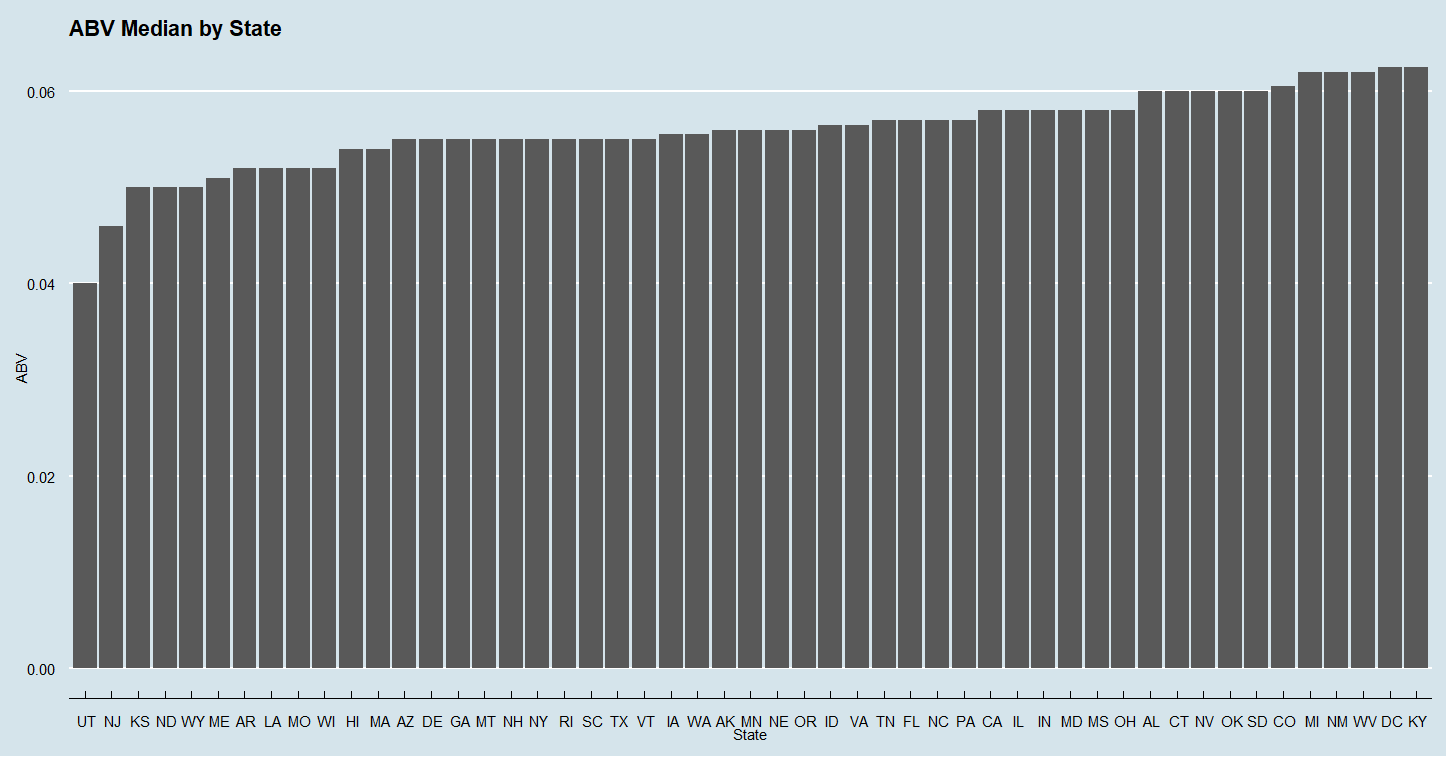 ABV Median by State
0.06
0.04
ABV
0.02
0.00
UT NJ KS ND WY ME AR LA MO WI HI MA AZ DE GA MT NH NY RI SC TX VT IA WA AK MN NE OR ID VA TN FL NC PA CA IL IN MD MS OH AL CT NV OK SD CO MI NM WV DC KY
State